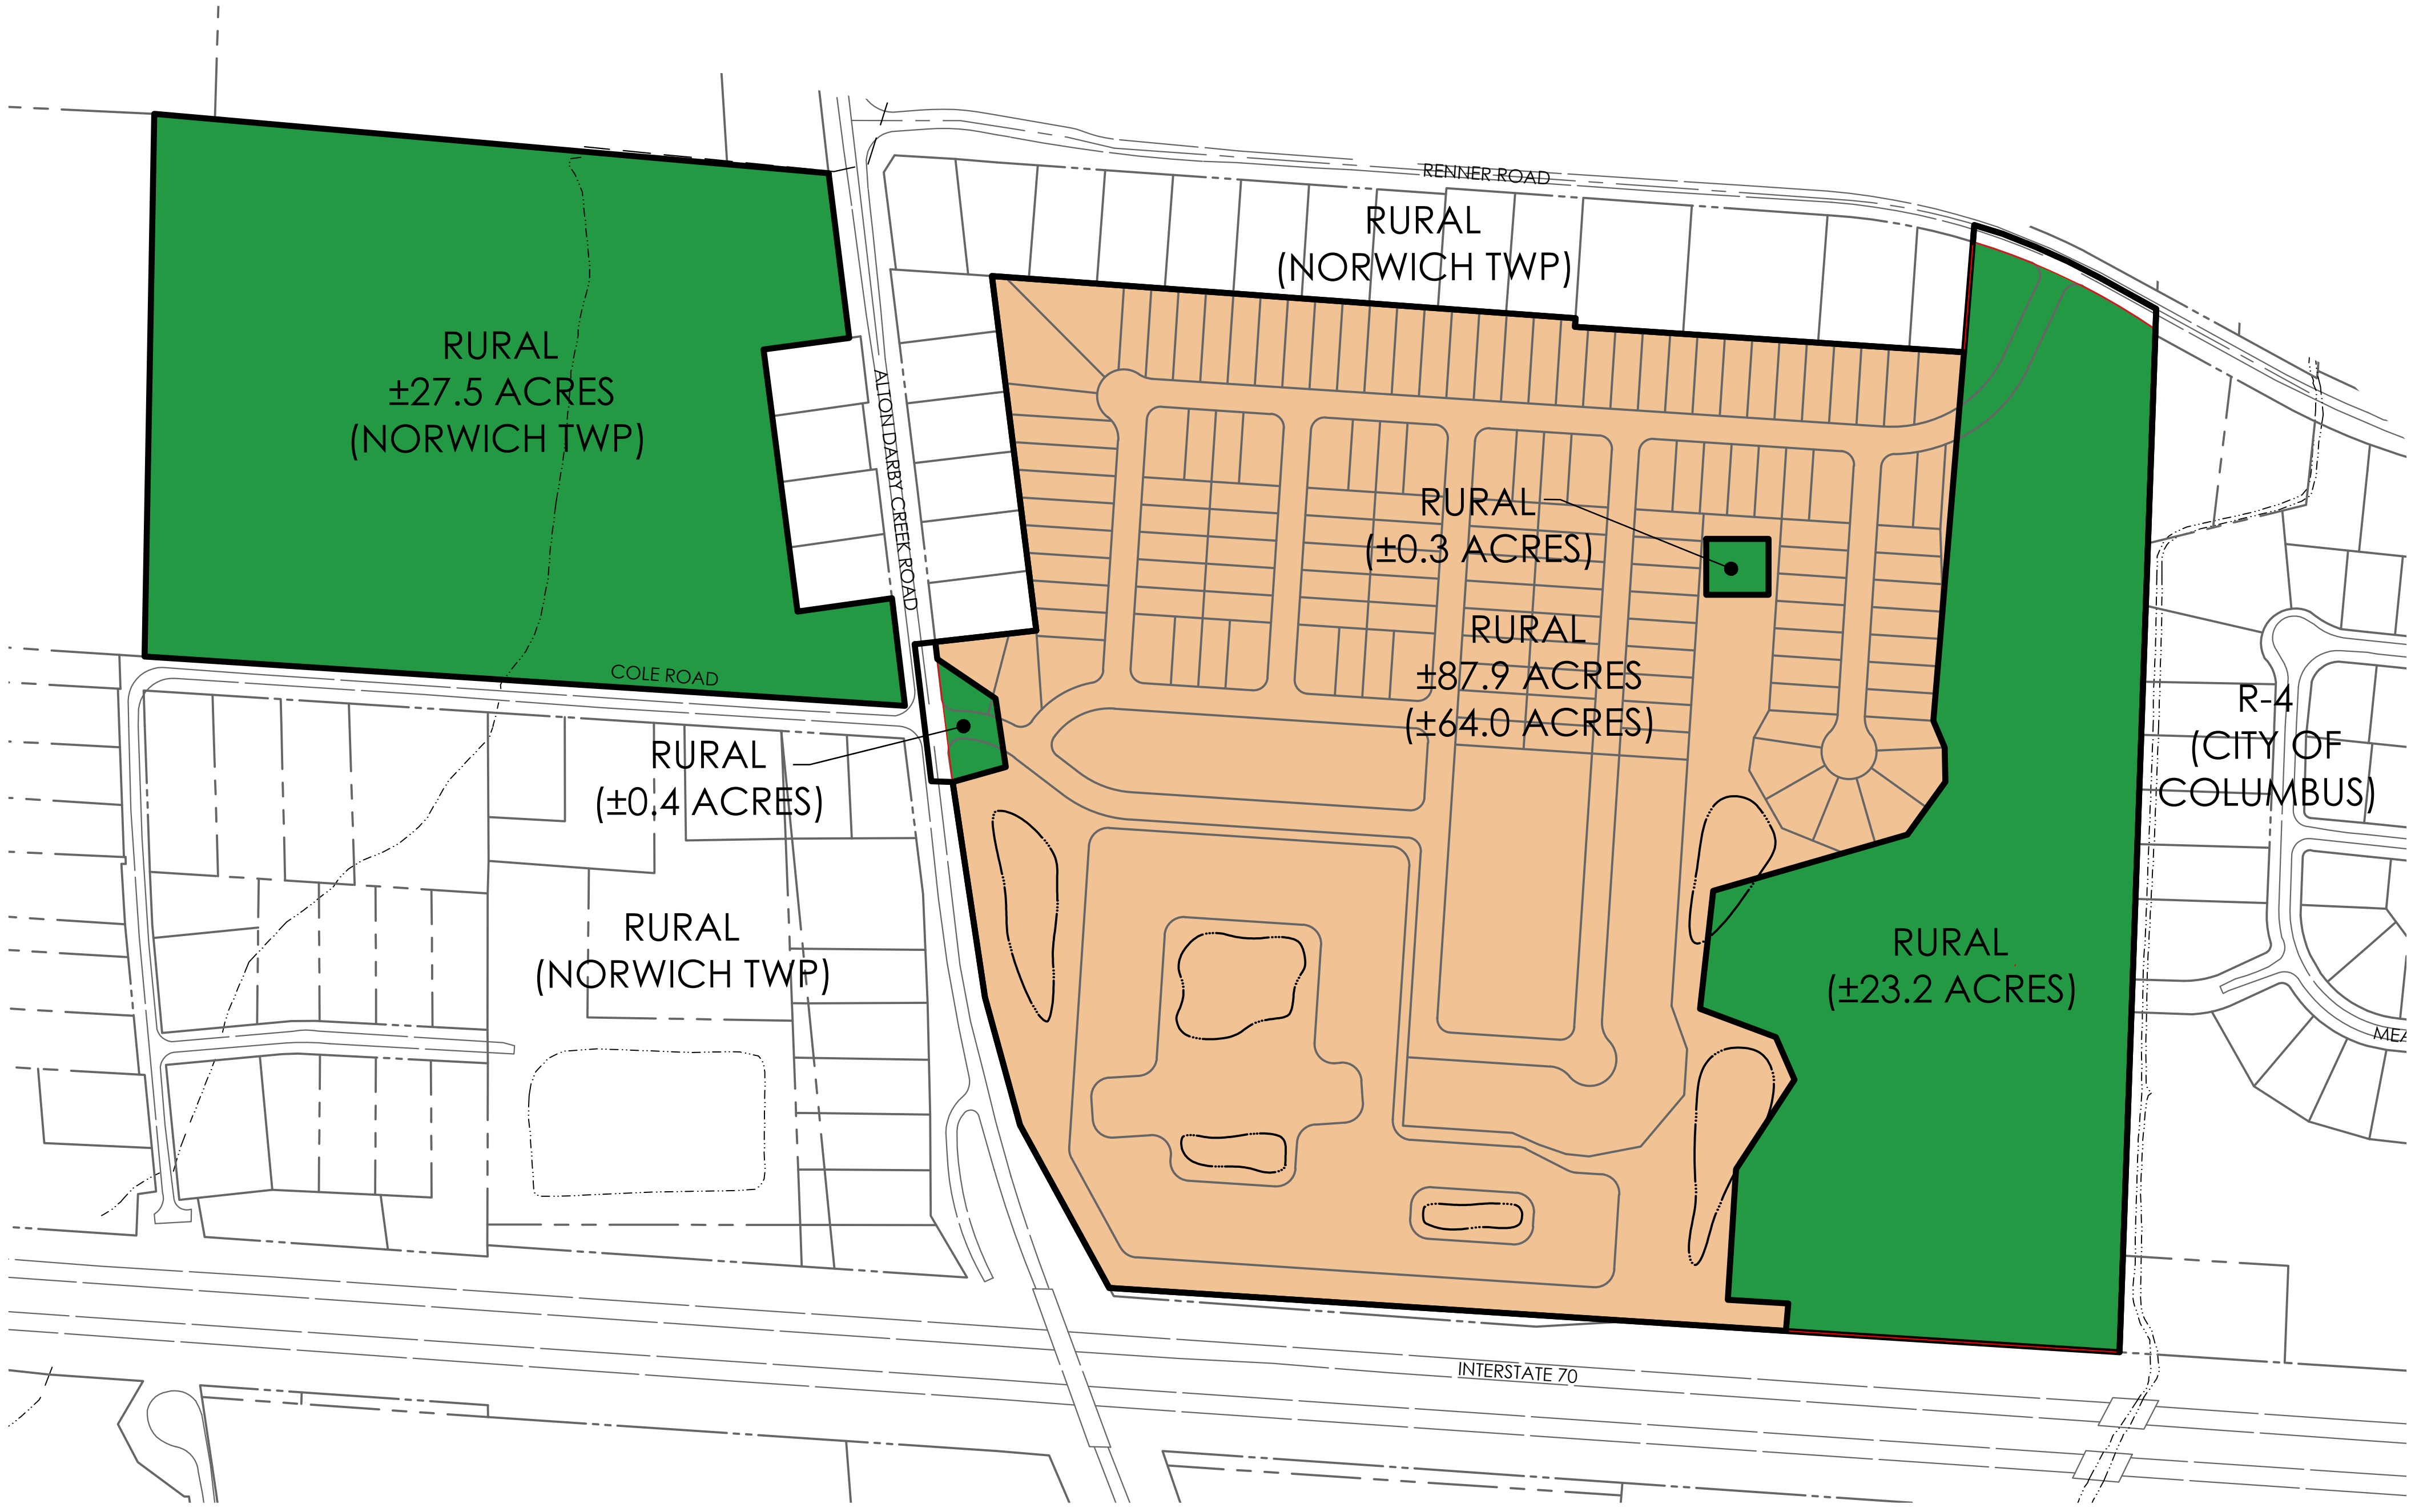 RENNER ROAD
RURAL
(NORWICH TWP)
RURAL
±27.5 ACRES
(NORWICH TWP)
ALTON DARBY CREEK ROAD
RURAL
(±0.3 ACRES)
RURAL
±87.9 ACRES
(±64.0 ACRES)
COLE ROAD
R-4
(CITY OF
COLUMBUS)
RURAL
(±0.4 ACRES)
RURAL
(NORWICH TWP)
RURAL
(±23.2 ACRES)
MEA
INTERSTATE 70